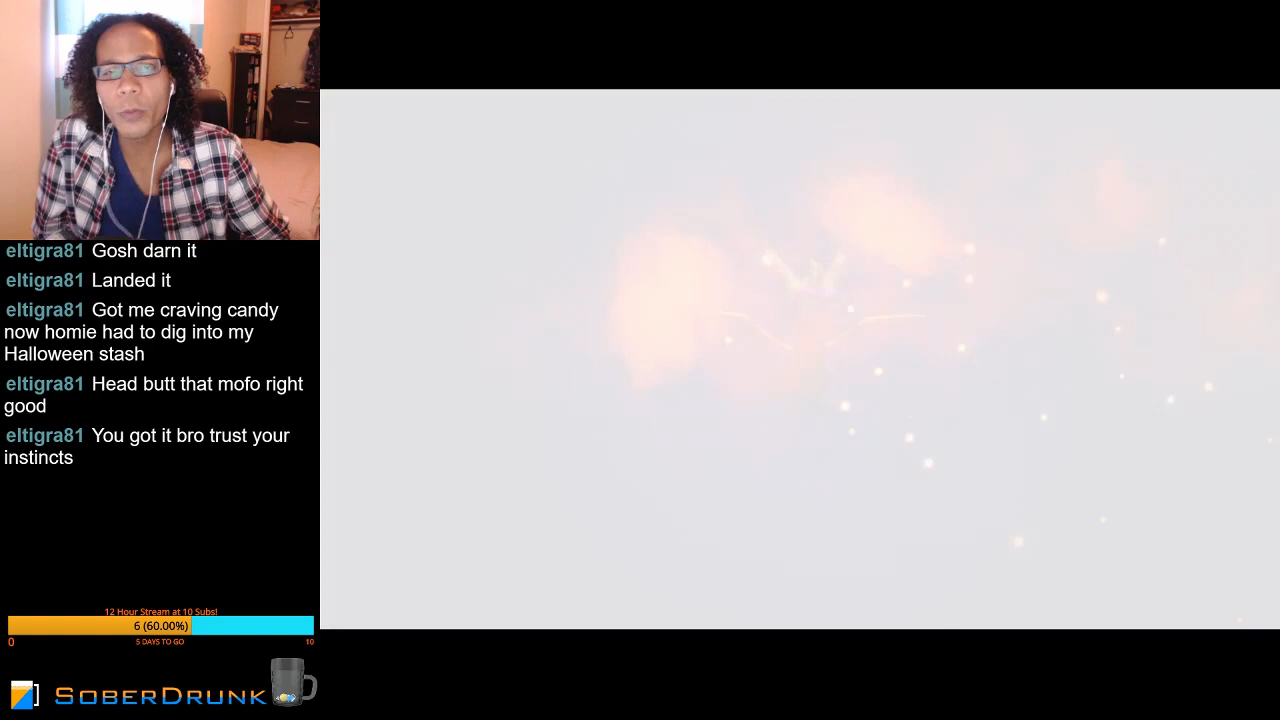 eltigra81 Gosh darn it
eltigra81 Landed it
eltigra81 Got me craving candy
now homie had to dig into my
Halloween stash
eltigra81 Head butt that mofo right
good
eltigra81 You got it bro trust your
instincts
12 Hour Stream at 10 Subs!
6 (60.00%)
0 5 DAYS TO GO 10
SOBERDRUNK